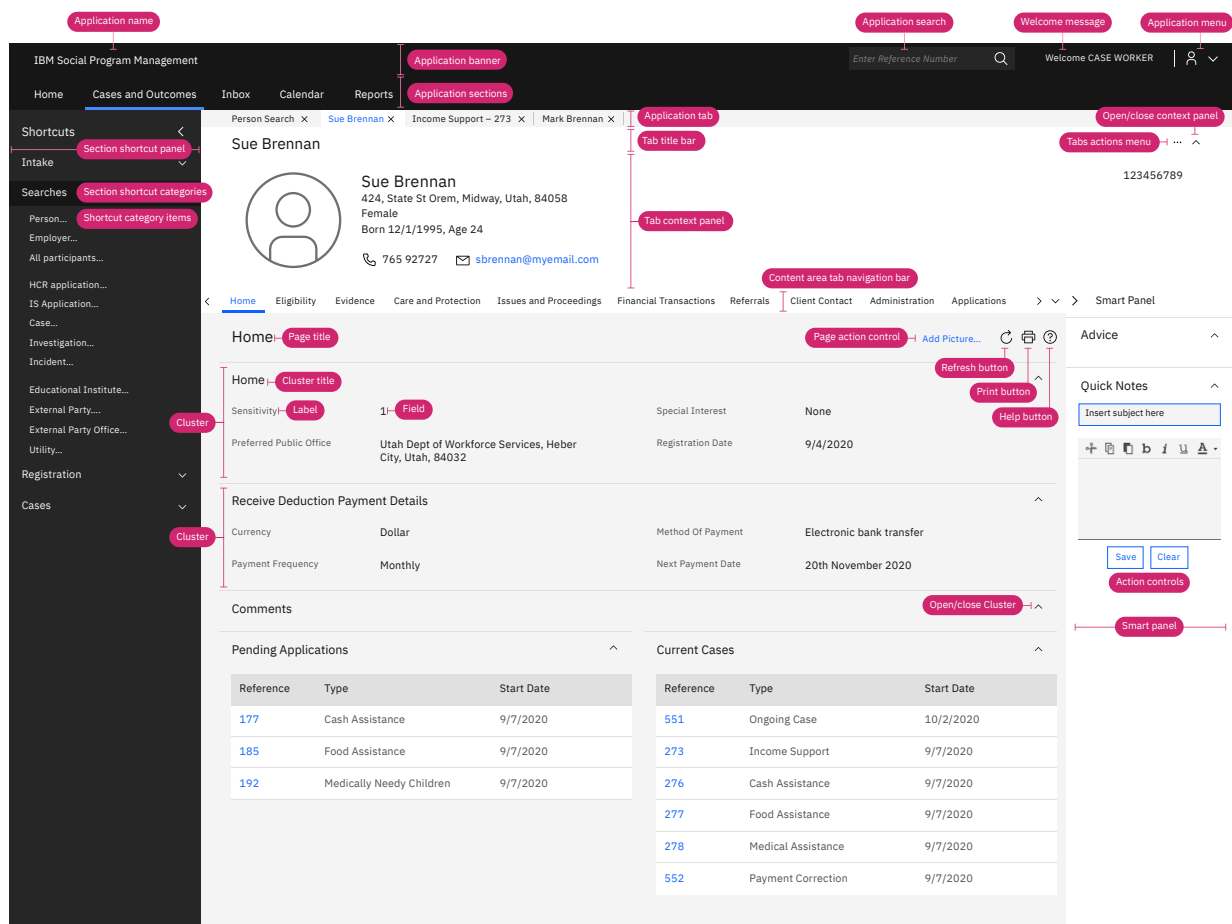 Application name
Application search
Welcome message
Application menu
IBM Social Program Management
Application banner
Enter Reference Number
Welcome CASE WORKER
Home
Cases and Outcomes
Inbox
Calendar
Reports
Application sections
Shortcuts
Section shortcut panel
Intake
Searches
Section shortcut categories
Person...
Shortcut category items
Employer...
All participants...
HCR application...
IS Application...
Case...
Investigation...
Incident...
Educational Institute...
External Party....
External Party Office...
Utility...
Registration
Cases
Person Search
Sue Brennan
Income Support – 273
Mark Brennan
Application tab
Open/close context panel
Sue Brennan
Tab title bar
Tabs actions menu
123456789
Sue Brennan
424, State St Orem, Midway, Utah, 84058
Female
Born 12/1/1995, Age 24
Tab context panel
765 92727
sbrennan@myemail.com
Content area tab navigation bar
Home
Eligibility
Evidence
Care and Protection
Issues and Proceedings
Financial Transactions
Referrals
Client Contact
Administration
Applications
Home
Page title
Page action control
Add Picture...
Refresh button
Print button
Help button
Home
Cluster title
Cluster
Sensitivity
Label
1
Field
Special Interest
None
Preferred Public Office
Utah Dept of Workforce Services, Heber
City, Utah, 84032
Registration Date
9/4/2020
Receive Deduction Payment Details
Cluster
Currency
Dollar
Method Of Payment
Electronic bank transfer
Payment Frequency
Monthly
Next Payment Date
20th November 2020
Comments
Open/close Cluster
Pending Applications
Reference Type Start Date
177 Cash Assistance 9/7/2020
185 Food Assistance 9/7/2020
192 Medically Needy Children 9/7/2020
Current Cases
Reference Type Start Date
551 Ongoing Case 10/2/2020
273 Income Support 9/7/2020
276 Cash Assistance 9/7/2020
277 Food Assistance 9/7/2020
278 Medical Assistance 9/7/2020
552 Payment Correction 9/7/2020
Smart Panel
Advice
Quick Notes
Insert subject here
b i u A
Save
Clear
Action controls
Smart panel